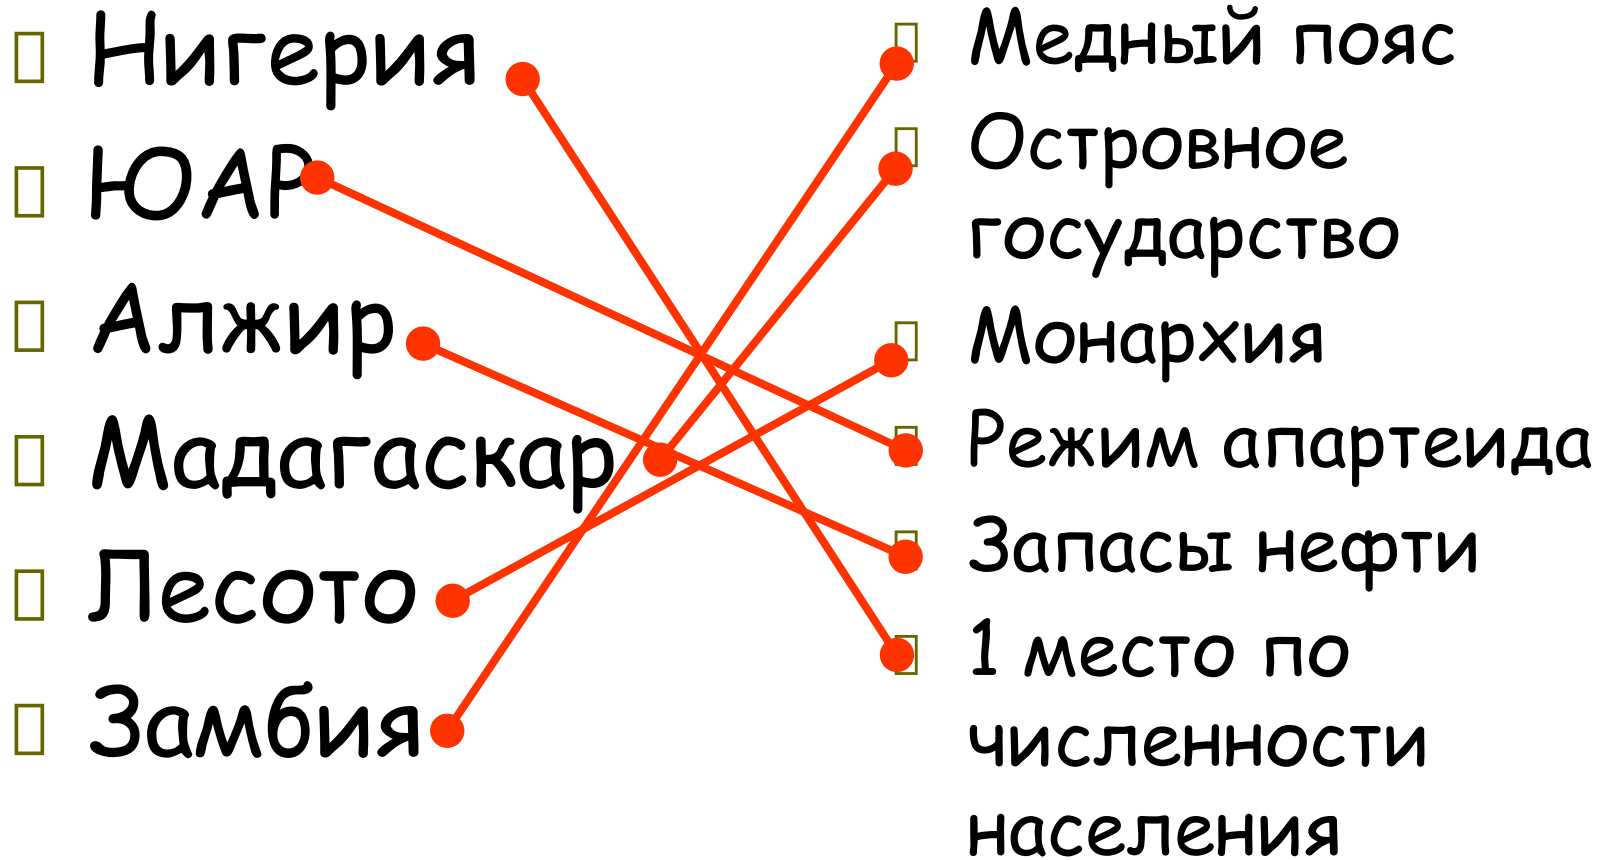 Нигерия
ЮАР
Алжир
Мадагаскар
Лесото
Замбия
Медный пояс
Островное
государство
Монархия
Режим апартеида
Запасы нефти
1 место по
численности
населения